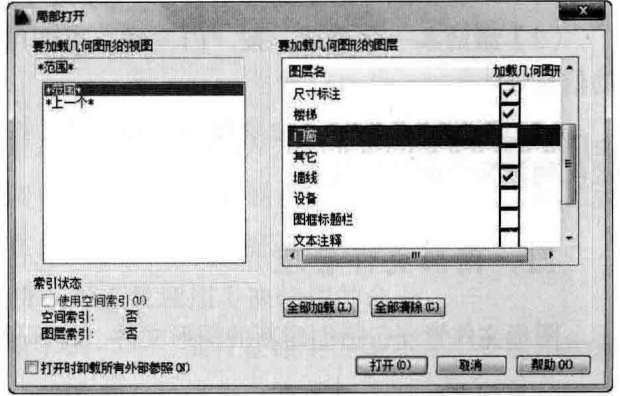 局部打开
要加载几何图形的视图
*范围*
*范围*
*上一个*
索引状态
使用空间索引(U)
空间索引: 否
图层索引: 否
打开时卸载所有外部参照(X)
要加载几何图形的图层
图层名 加载几何图形
尺寸标注
楼梯
门窗
其它
墙线
设备
图框标题栏
文本注释
全部加载(L) 全部清除(C)
打开(O) 取消 帮助(H)